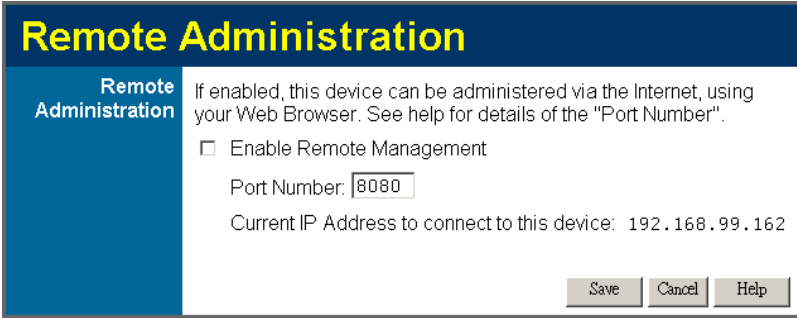 Remote Administration
Remote
Administration
If enabled, this device can be administered via the Internet, using
your Web Browser. See help for details of the "Port Number".
Enable Remote Management
Port Number: 8080
Current IP Address to connect to this device: 192.168.99.162
Save Cancel Help